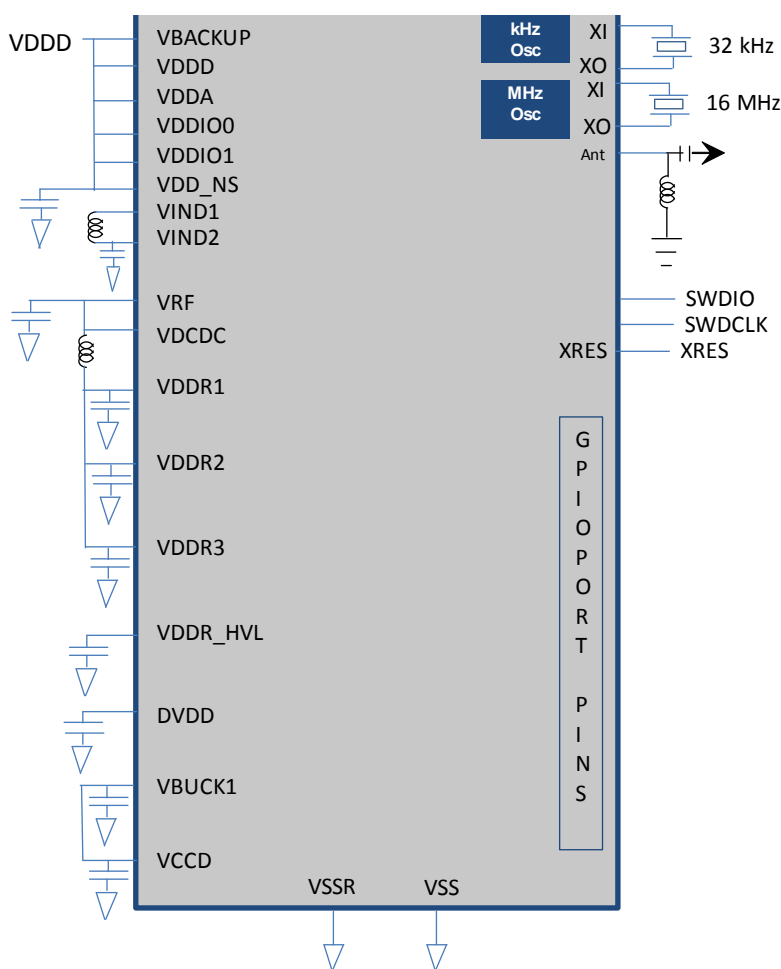 VDDD
VBACKUP
VDDD
VDDA
VDDIO0
VDDIO1
VDD_NS
VIND1
VIND2
VRF
VDCDC
VDDR1
VDDR2
VDDR3
VDDR_HVL
DVDD
VBUCK1
VCCD
kHz
Osc
XI
XO
32 kHz
MHz
Osc
XI
XO
16 MHz
Ant
SWDIO
SWDCLK
XRES XRES
G
P
I
O
P
O
R
T
P
I
N
S
VSSR VSS